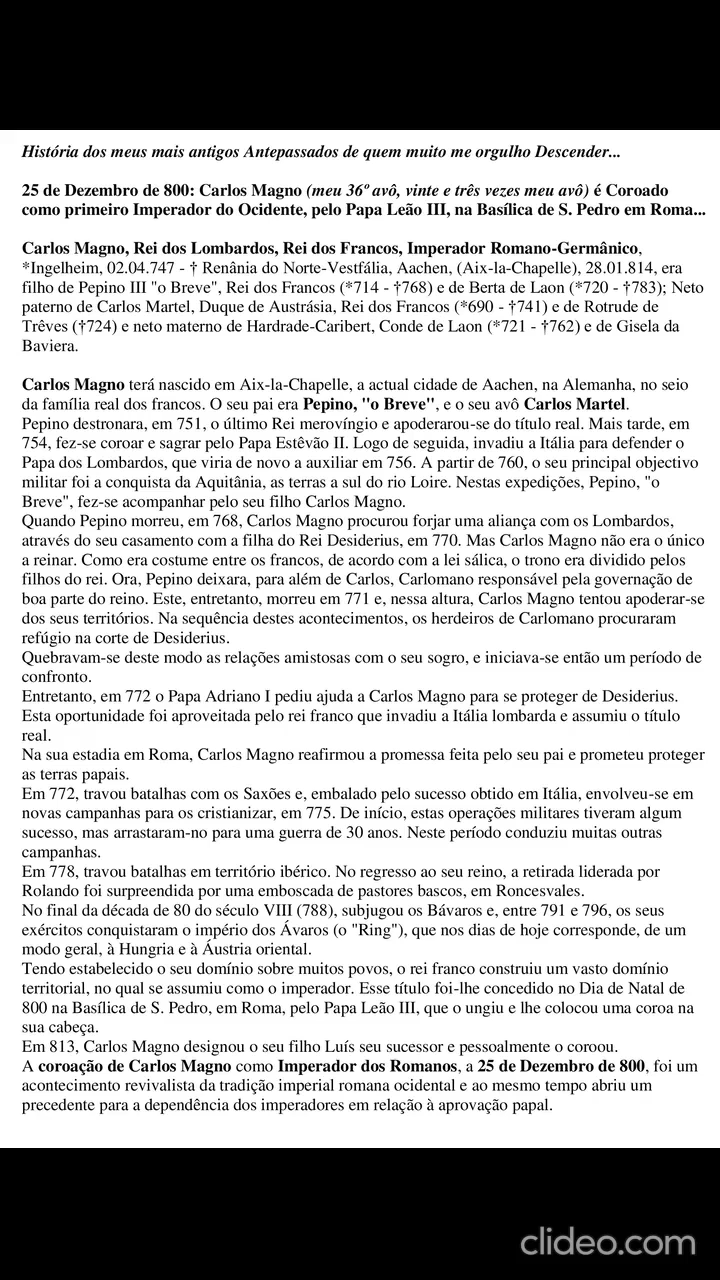 História dos meus mais antigos Antepassados de quem muito me orgulho Descender...
25 de Dezembro de 800: Carlos Magno (meu 36º avô, vinte e três vezes meu avô) é Coroado
como primeiro Imperador do Ocidente, pelo Papa Leão III, na Basílica de S. Pedro em Roma...
Carlos Magno, Rei dos Lombardos, Rei dos Francos, Imperador Romano-Germânico,
*Ingelheim, 02.04.747 - † Renânia do Norte-Vestfália, Aachen, (Aix-la-Chapelle), 28.01.814, era
filho de Pepino III "o Breve", Rei dos Francos (*714 - †768) e de Berta de Laon (*720 - †783); Neto
paterno de Carlos Martel, Duque de Austrásia, Rei dos Francos (*690 - †741) e de Rotrude de
Trêves (†724) e neto materno de Hardrade-Caribert, Conde de Laon (*721 - †762) e de Gisela da
Baviera.
Carlos Magno terá nascido em Aix-la-Chapelle, a actual cidade de Aachen, na Alemanha, no seio
da família real dos francos. O seu pai era Pepino, "o Breve", e o seu avô Carlos Martel.
Pepino destronara, em 751, o último Rei merovíngio e apoderarou-se do título real. Mais tarde, em
754, fez-se coroar e sagrar pelo Papa Estêvão II. Logo de seguida, invadiu a Itália para defender o
Papa dos Lombardos, que viria de novo a auxiliar em 756. A partir de 760, o seu principal objectivo
militar foi a conquista da Aquitânia, as terras a sul do rio Loire. Nestas expedições, Pepino, "o
Breve", fez-se acompanhar pelo seu filho Carlos Magno.
Quando Pepino morreu, em 768, Carlos Magno procurou forjar uma aliança com os Lombardos,
através do seu casamento com a filha do Rei Desiderius, em 770. Mas Carlos Magno não era o único
a reinar. Como era costume entre os francos, de acordo com a lei sálica, o trono era dividido pelos
filhos do rei. Ora, Pepino deixara, para além de Carlos, Carlomano responsável pela governação de
boa parte do reino. Este, entretanto, morreu em 771 e, nessa altura, Carlos Magno tentou apoderar-se
dos seus territórios. Na sequência destes acontecimentos, os herdeiros de Carlomano procuraram
refúgio na corte de Desiderius.
Quebravam-se deste modo as relações amistosas com o seu sogro, e iniciava-se então um período de
confronto.
Entretanto, em 772 o Papa Adriano I pediu ajuda a Carlos Magno para se proteger de Desiderius.
Esta oportunidade foi aproveitada pelo rei franco que invadiu a Itália lombarda e assumiu o título
real.
Na sua estadia em Roma, Carlos Magno reafirmou a promessa feita pelo seu pai e prometeu proteger
as terras papais.
Em 772, travou batalhas com os Saxões e, embalado pelo sucesso obtido em Itália, envolveu-se em
novas campanhas para os cristianizar, em 775. De início, estas operações militares tiveram algum
sucesso, mas arrastaram-no para uma guerra de 30 anos. Neste período conduziu muitas outras
campanhas.
Em 778, travou batalhas em território ibérico. No regresso ao seu reino, a retirada liderada por
Rolando foi surpreendida por uma emboscada de pastores bascos, em Roncesvales.
No final da década de 80 do século VIII (788), subjugou os Bávaros e, entre 791 e 796, os seus
exércitos conquistaram o império dos Ávaros (o "Ring"), que nos dias de hoje corresponde, de um
modo geral, à Hungria e à Áustria oriental.
Tendo estabelecido o seu domínio sobre muitos povos, o rei franco construiu um vasto domínio
territorial, no qual se assumiu como o imperador. Esse título foi-lhe concedido no Dia de Natal de
800 na Basílica de S. Pedro, em Roma, pelo Papa Leão III, que o ungiu e lhe colocou uma coroa na
sua cabeça.
Em 813, Carlos Magno designou o seu filho Luís seu sucessor e pessoalmente o coroou.
A coroação de Carlos Magno como Imperador dos Romanos, a 25 de Dezembro de 800, foi um
acontecimento revivalista da tradição imperial romana ocidental e ao mesmo tempo abriu um
precedente para a dependência dos imperadores em relação à aprovação papal.
clideo.com